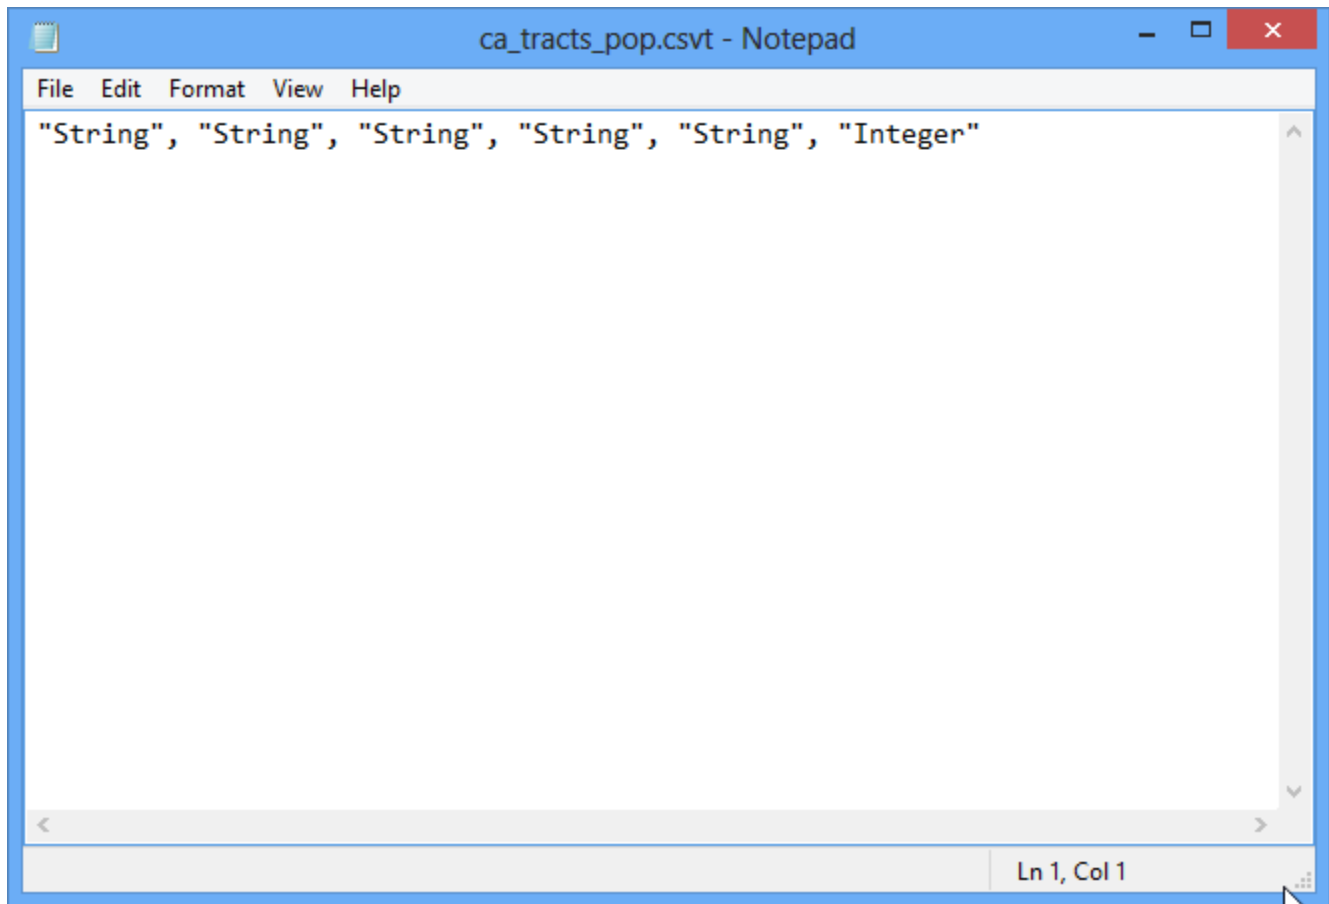 ca_tracts_pop.csvt - Notepad
File Edit Format View Help
"String", "String", "String", "String", "String", "Integer"
Ln 1, Col 1